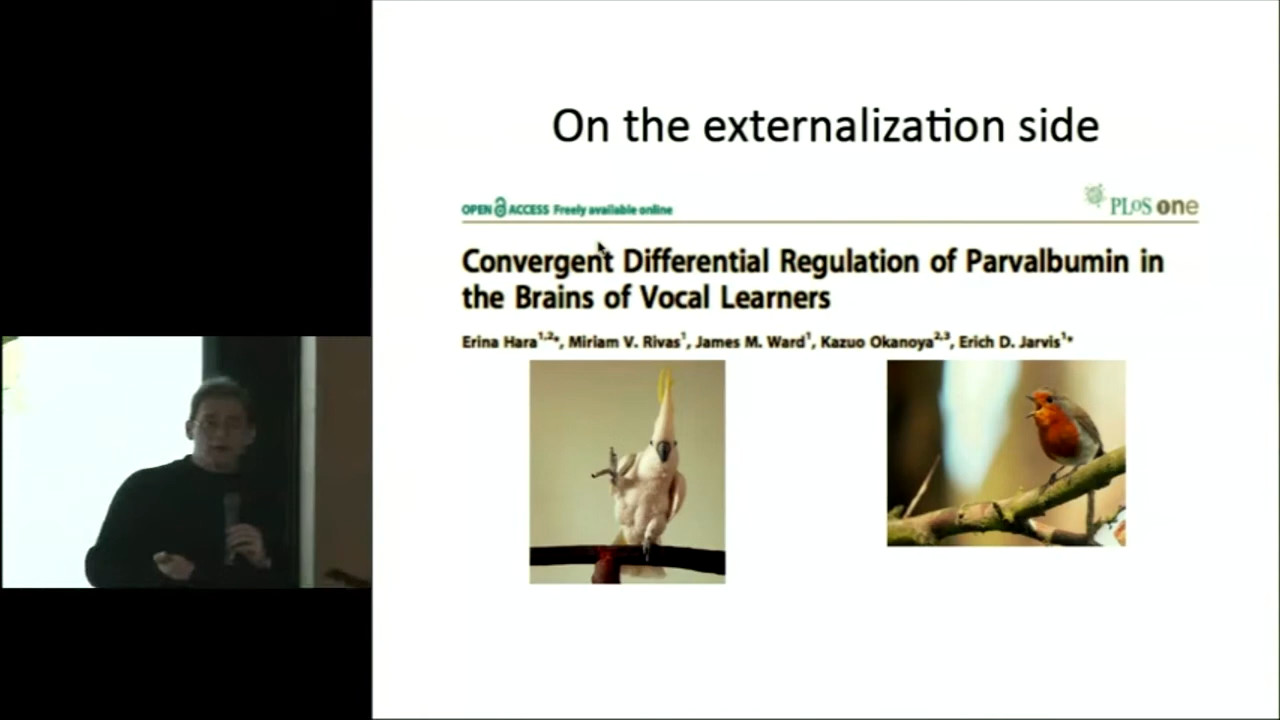 On the externalization side
OPEN ACCESS Freely available online
PLoS one
Convergent Differential Regulation of Parvalbumin in
the Brains of Vocal Learners
Erina Hara1,2*, Miriam V. Rivas1, James M. Ward1, Kazuo Okanoya2,3, Erich D. Jarvis1*